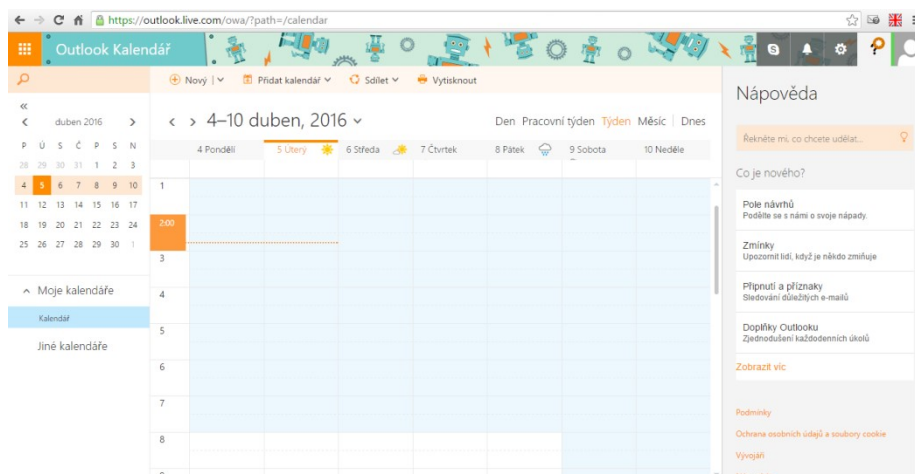 https://outlook.live.com/owa/?path=/calendar
Outlook Kalendář
Nový
Přidat kalendář
Sdílet
Vytisknout
«
duben 2016
P Ú S Č P S N
28 29 30 31 1 2 3
4 5 6 7 8 9 10
11 12 13 14 15 16 17
18 19 20 21 22 23 24
25 26 27 28 29 30 1
Moje kalendáře
Kalendář
Jiné kalendáře
4–10 duben, 2016
Den Pracovní týden Týden Měsíc | Dnes
4 Pondělí
5 Úterý
6 Středa
7 Čtvrtek
8 Pátek
9 Sobota
10 Neděle
1
2:00
3
4
5
6
7
8
Nápověda
Řekněte mi, co chcete udělat...
Co je nového?
Pole návrhů
Podělte se s námi o svoje nápady.
Zmínky
Upozornit lidi, když je někdo zmiňuje
Připnutí a příznaky
Sledování důležitých e-mailů
Doplňky Outlooku
Zjednodušení každodenních úkolů
Zobrazit víc
Podmínky
Ochrana osobních údajů a soubory cookie
Vývojáři